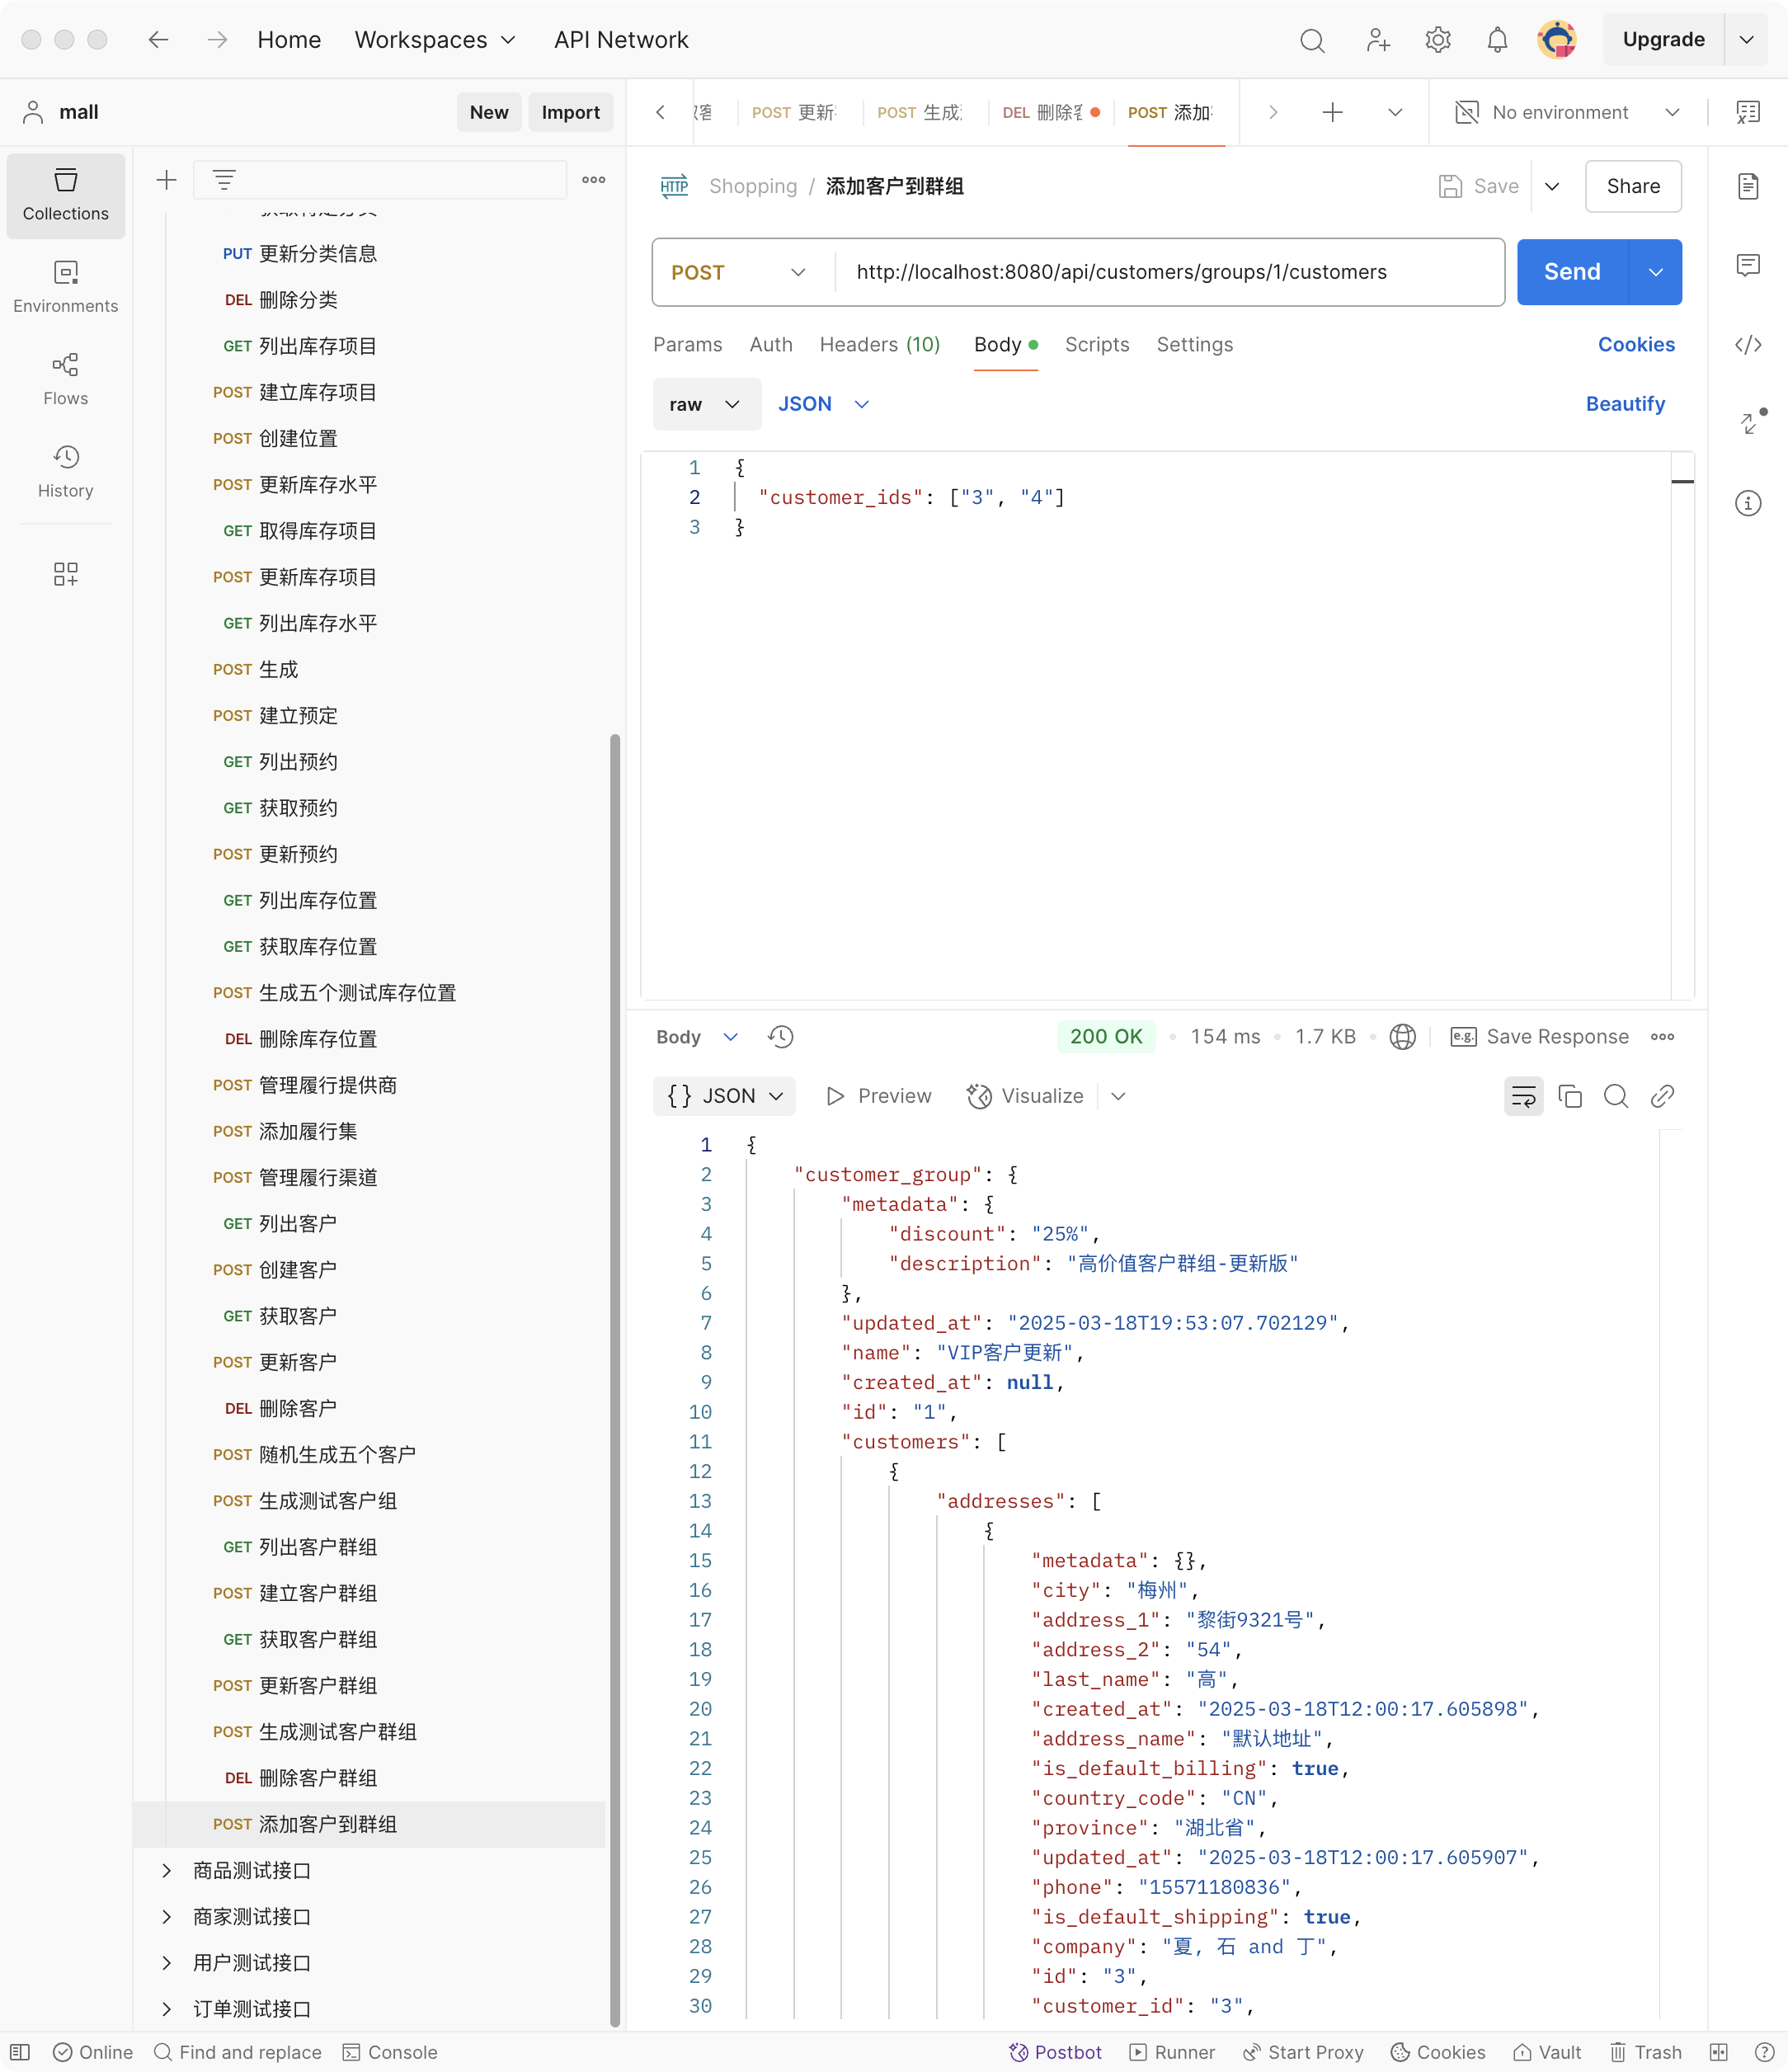 Home Workspaces API Network Upgrade
mall New Import
POST 更新 POST 生成 DEL 删除 POST 添加 No environment
Collections
Environments
Flows
History
PUT 更新分类信息
DEL 删除分类
GET 列出库存项目
POST 建立库存项目
POST 创建位置
POST 更新库存水平
GET 取得库存项目
POST 更新库存项目
GET 列出库存水平
POST 生成
POST 建立预定
GET 列出预约
GET 获取预约
POST 更新预约
GET 列出库存位置
GET 获取库存位置
POST 生成五个测试库存位置
DEL 删除库存位置
POST 管理履行提供商
POST 添加履行集
POST 管理履行渠道
GET 列出客户
POST 创建客户
GET 获取客户
POST 更新客户
DEL 删除客户
POST 随机生成五个客户
POST 生成测试客户组
GET 列出客户群组
POST 建立客户群组
GET 获取客户群组
POST 更新客户群组
POST 生成测试客户群组
DEL 删除客户群组
POST 添加客户到群组
商品测试接口
商家测试接口
用户测试接口
订单测试接口
HTTP Shopping / 添加客户到群组 Save Share
POST http://localhost:8080/api/customers/groups/1/customers Send
Params Auth Headers (10) Body Scripts Settings Cookies
raw JSON Beautify
1 {
2 "customer_ids": ["3", "4"]
3 }
Body 200 OK 154 ms 1.7 KB e.g. Save Response
{} JSON Preview Visualize
1 {
2 "customer_group": {
3 "metadata": {
4 "discount": "25%",
5 "description": "高价值客户群组-更新版"
6 },
7 "updated_at": "2025-03-18T19:53:07.702129",
8 "name": "VIP客户更新",
9 "created_at": null,
10 "id": "1",
11 "customers": [
12 {
13 "addresses": [
14 {
15 "metadata": {},
16 "city": "梅州",
17 "address_1": "黎街9321号",
18 "address_2": "54",
19 "last_name": "高",
20 "created_at": "2025-03-18T12:00:17.605898",
21 "address_name": "默认地址",
22 "is_default_billing": true,
23 "country_code": "CN",
24 "province": "湖北省",
25 "updated_at": "2025-03-18T12:00:17.605907",
26 "phone": "15571180836",
27 "is_default_shipping": true,
28 "company": "夏, 石 and 丁",
29 "id": "3",
30 "customer_id": "3",
Online Find and replace Console Postbot Runner Start Proxy Cookies Vault Trash